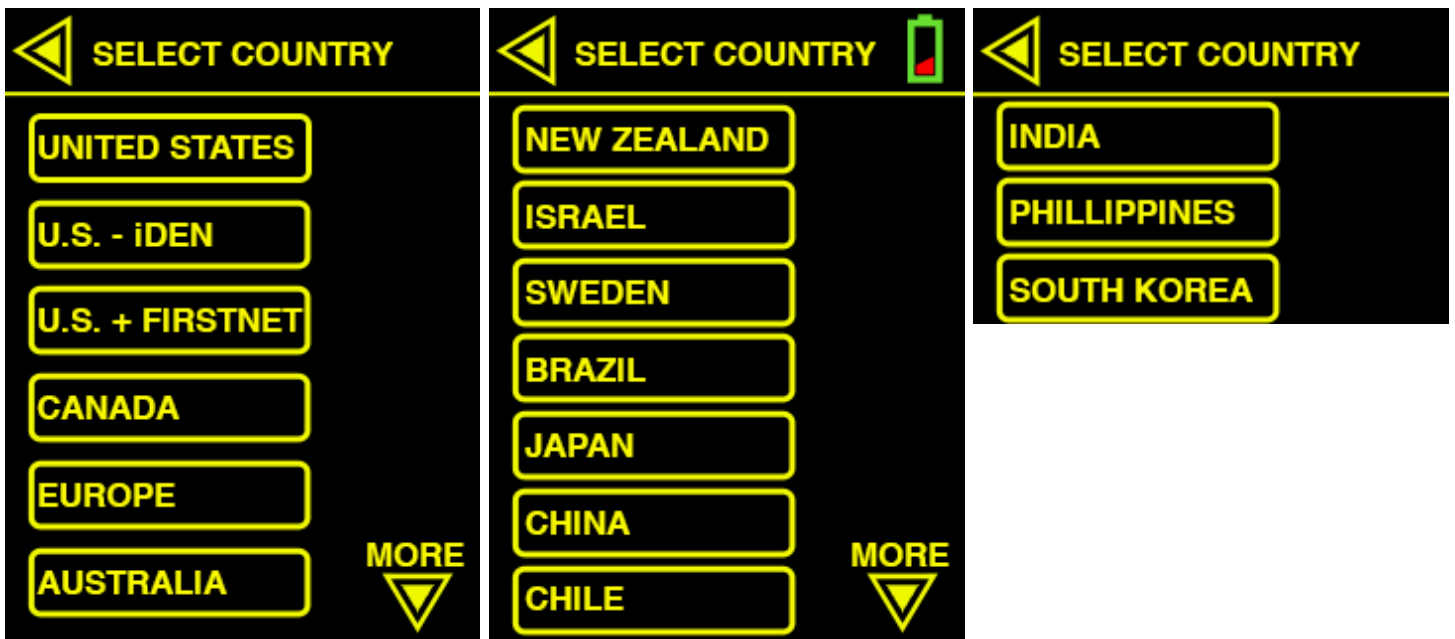 SELECT COUNTRY
UNITED STATES
U.S. - iDEN
U.S. + FIRSTNET
CANADA
EUROPE
AUSTRALIA
MORE
SELECT COUNTRY
NEW ZEALAND
ISRAEL
SWEDEN
BRAZIL
JAPAN
CHINA
CHILE
MORE
SELECT COUNTRY
INDIA
PHILLIPPINES
SOUTH KOREA